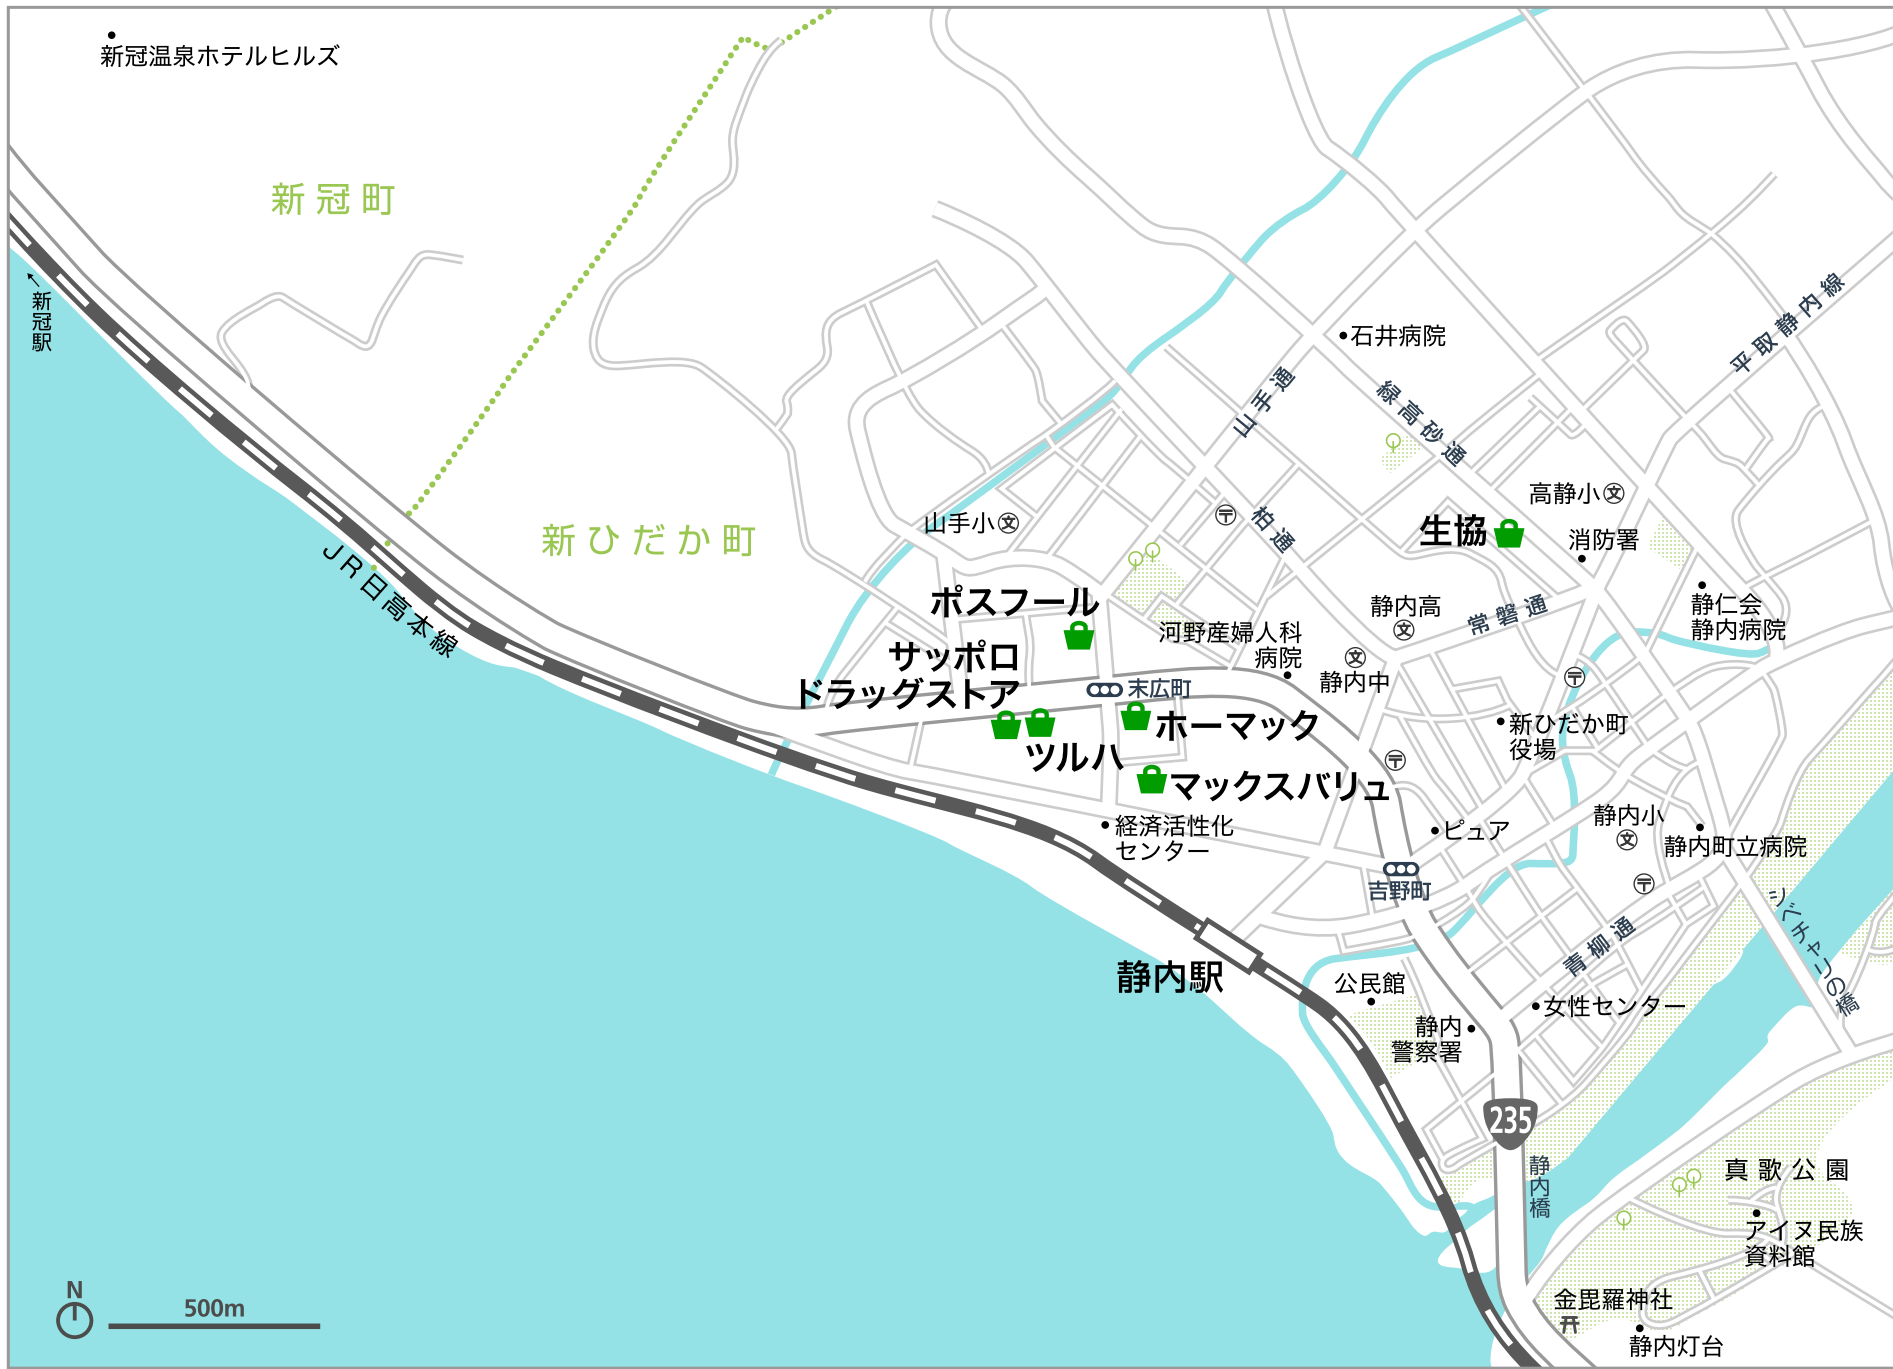 新冠温泉ホテルヒルズ
新冠町
↖新冠駅
新ひだか町
JR日高本線
石井病院
平取静内線
山手通
緑高砂通
柏通
高静小
文
山手小
文
〒
生協
消防署
ポスフール
静内高
文
常磐通
静仁会
静内病院
河野産婦人科
病院
サッポロ
ドラッグストア
静内中
文
〒
末広町
ホーマック
新ひだか町
役場
ツルハ
〒
マックスバリュ
経済活性化
センター
ピュア
静内小
文
静内町立病院
吉野町
〒
シベチャリの橋
青柳通
静内駅
公民館
女性センター
静内
警察署
235
静内橋
真歌公園
アイヌ民族
資料館
金毘羅神社
静内灯台
N
500m